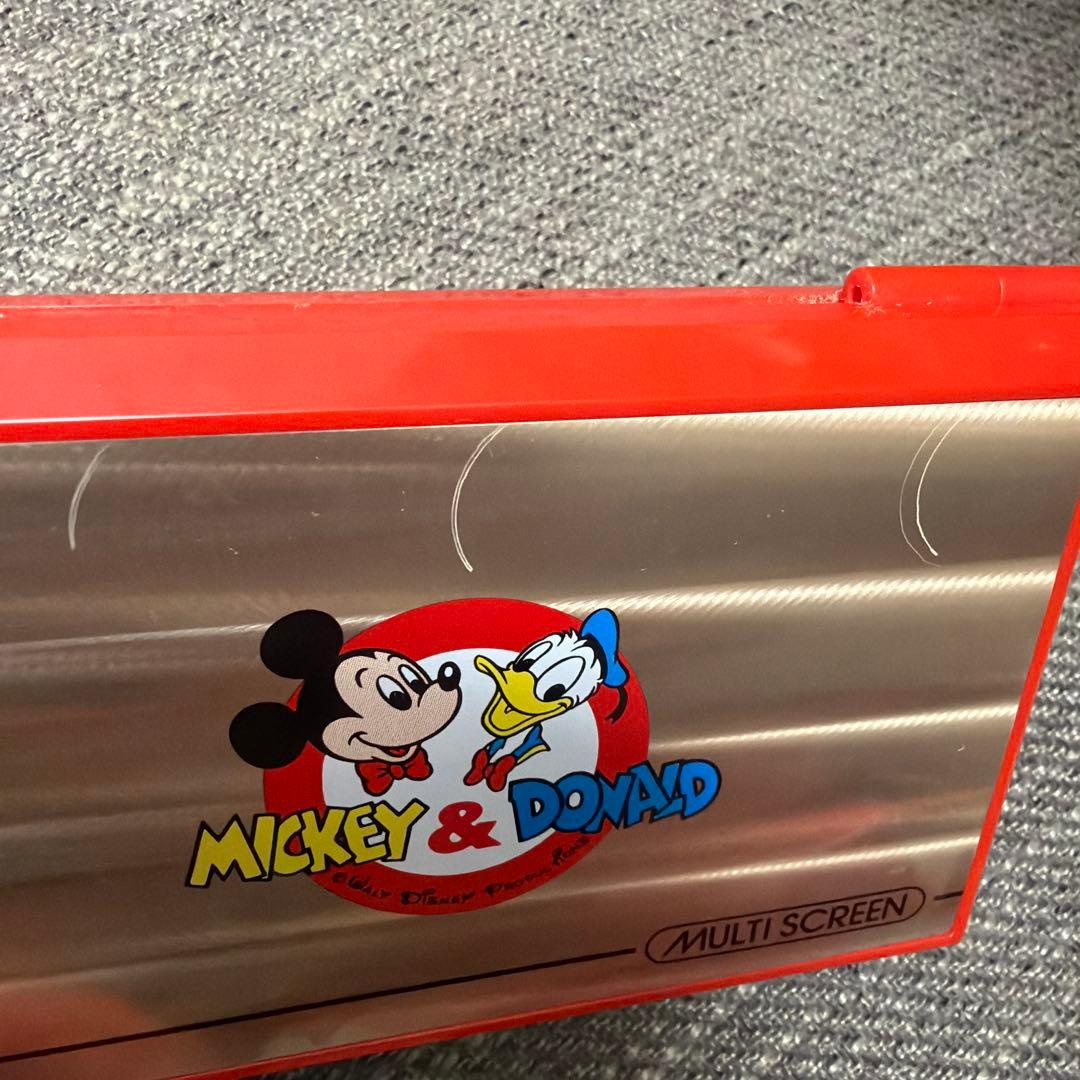 MICKEY & DONALD
© WALT DISNEY PRODUCTIONS
MULTI SCREEN